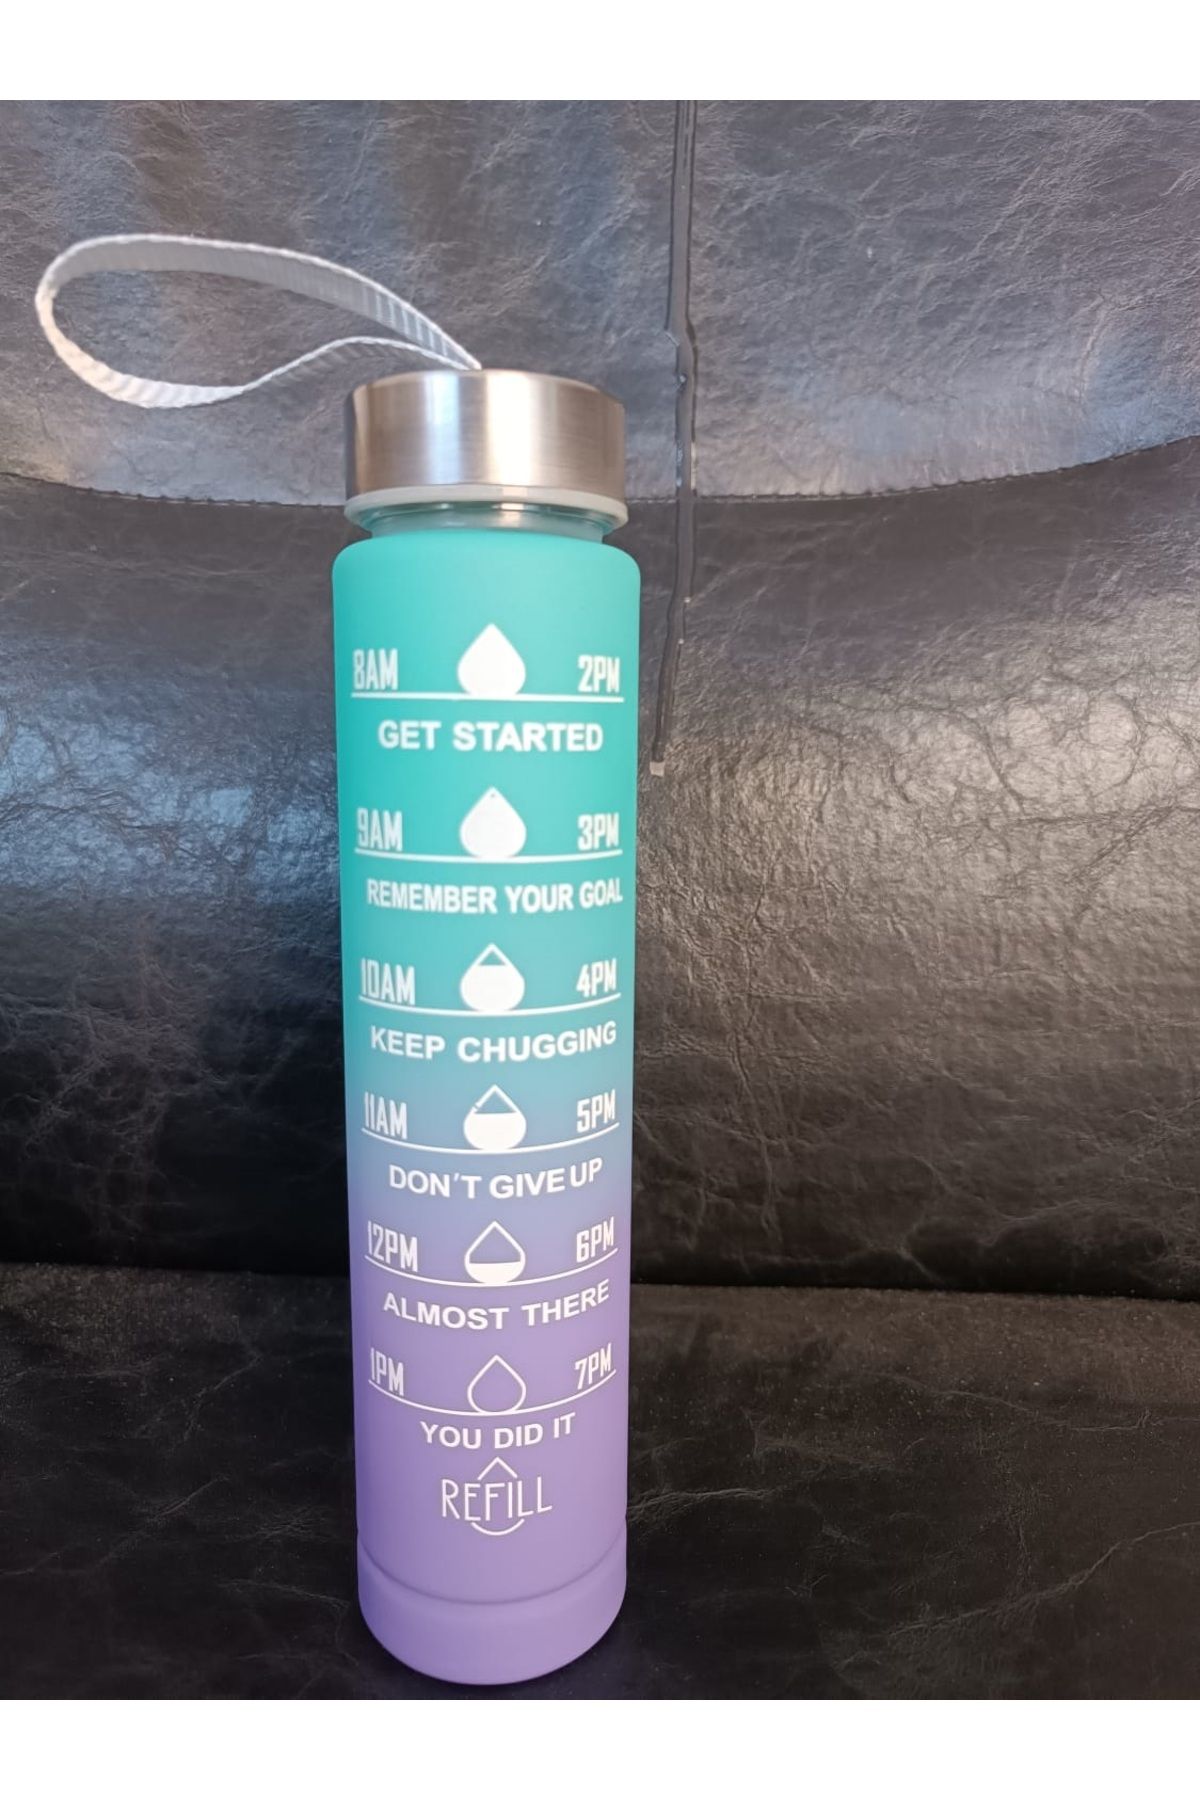 8AM 2PM
GET STARTED
9AM 3PM
REMEMBER YOUR GOAL
10AM 4PM
KEEP CHUGGING
11AM 5PM
DON'T GIVE UP
12PM 6PM
ALMOST THERE
1PM 7PM
YOU DID IT
REFILL